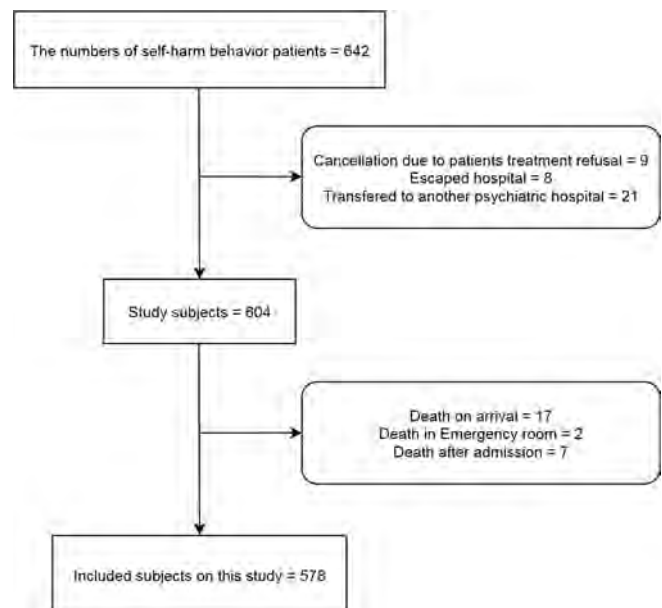 The numbers of self-harm behavior patients = 642
Cancellation due to patients treatment refusal = 9
Escaped hospital = 8
Transfered to another psychiatric hospital = 21
Study subjects = 604
Death on arrival = 17
Death in Emergency room = 2
Death after admission = 7
Included subjects on this study = 578